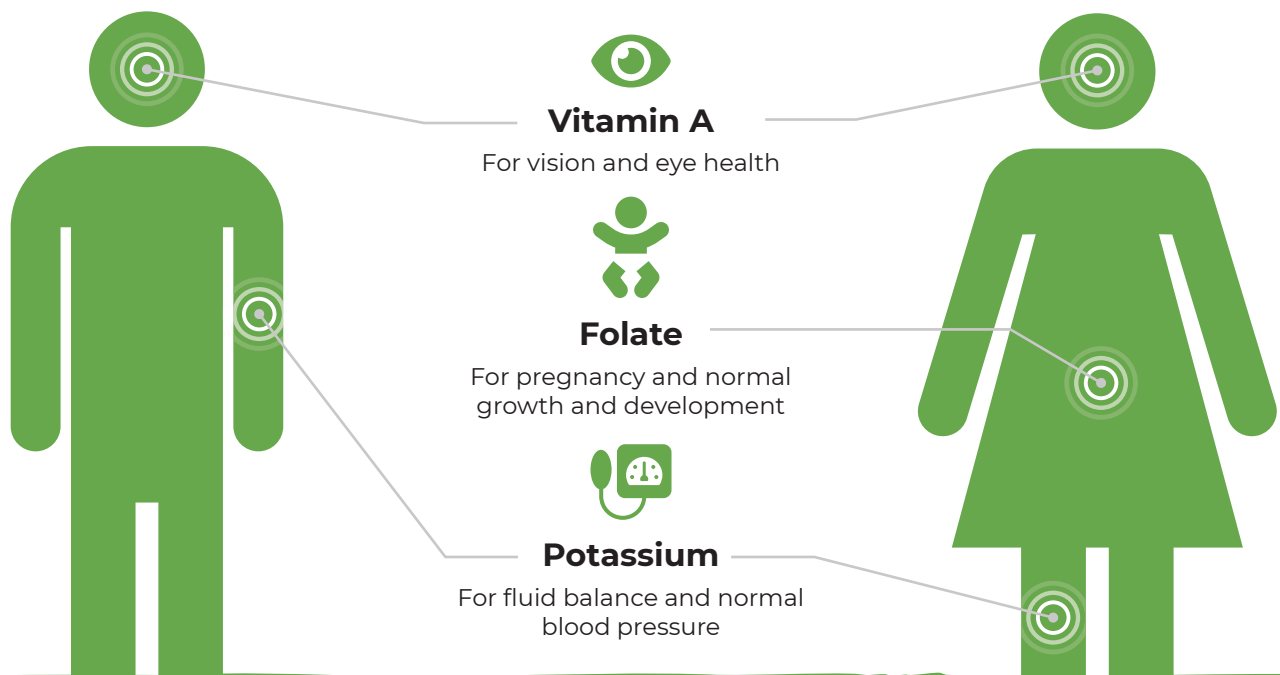 Vitamin A
For vision and eye health
Folate
For pregnancy and normal
growth and development
Potassium
For fluid balance and normal
blood pressure